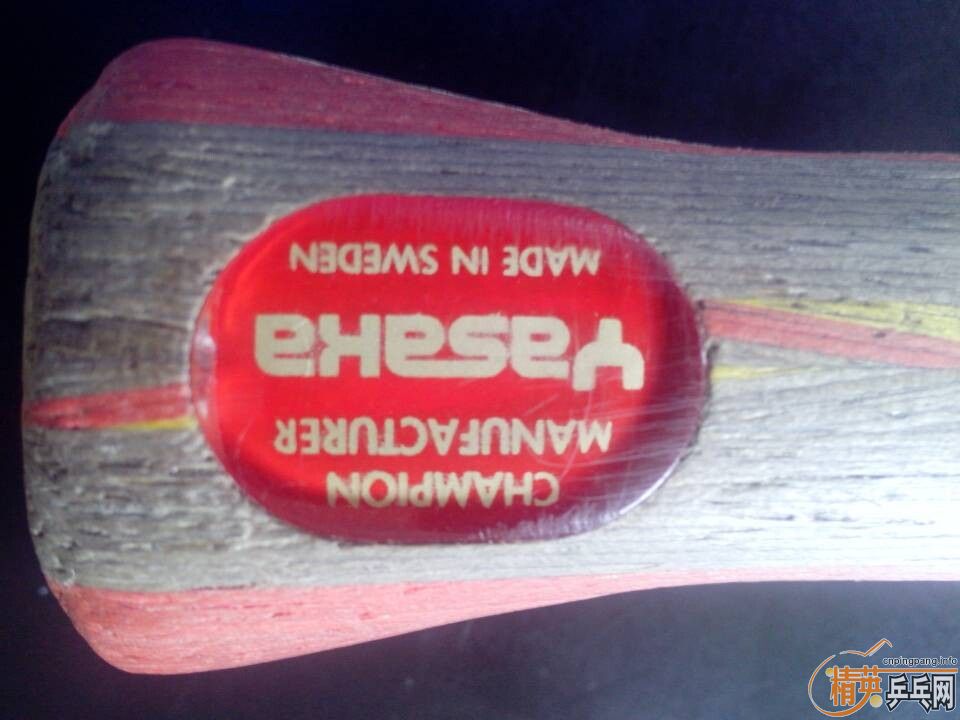 CHAMPION
MANUFACTURER
Yasaka
MADE IN SWEDEN
cnpingpang.info
精英乒乓网